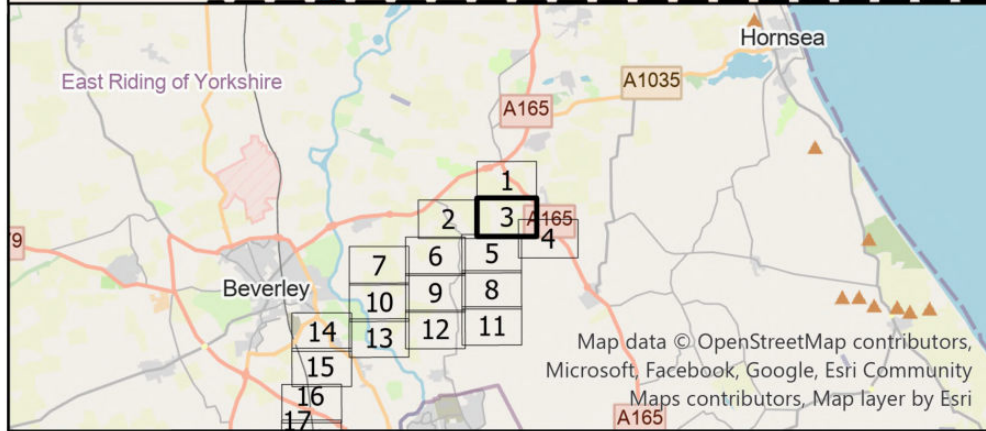 Hornsea
East Riding of Yorkshire
A1035
A165
1
2
3
A165
4
9
5
6
7
Beverley
8
9
10
11
12
13
14
15
16
17
Map data © OpenStreetMap contributors,
Microsoft, Facebook, Google, Esri Community
Maps contributors, Map layer by Esri
A165